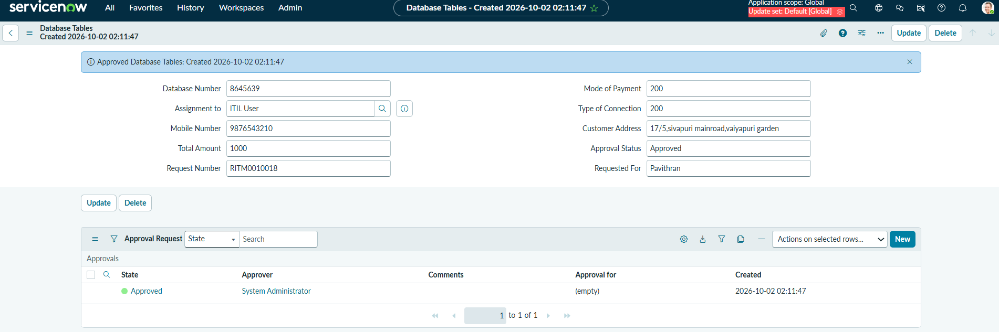 servicenow All Favorites History Workspaces Admin Database Tables - Created 2026-10-02 02:11:47 Application scope: Global
Update set: Default [Global]
Database Tables
Created 2026-10-02 02:11:47
Update Delete
Approved Database Tables: Created 2026-10-02 02:11:47
Database Number 8645639 Mode of Payment 200
Assignment to ITIL User Type of Connection 200
Mobile Number 9876543210 Customer Address 17/5,sivapuri mainroad,vaiyapuri garden
Total Amount 1000 Approval Status Approved
Request Number RITM0010018 Requested For Pavithran
Update Delete
Approval Request State Search Actions on selected rows... New
Approvals
State Approver Comments Approval for Created
Approved System Administrator (empty) 2026-10-02 02:11:47
1 to 1 of 1